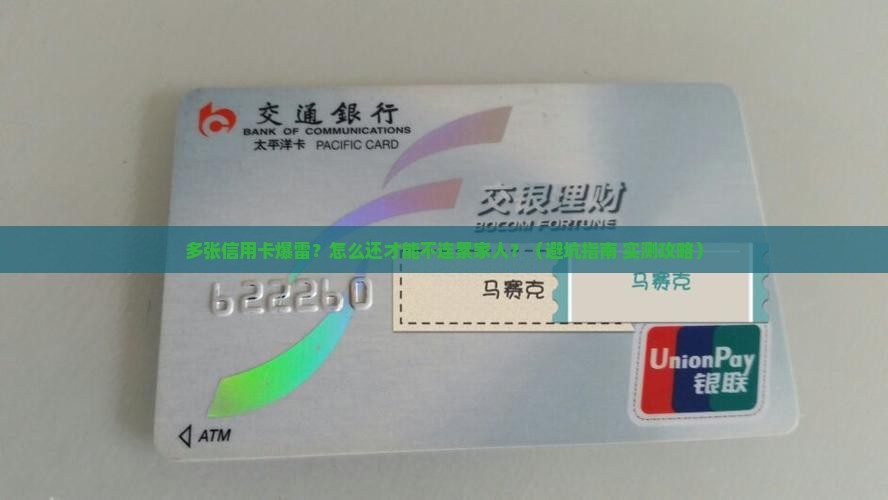 交通銀行
BANK OF COMMUNICATIONS
太平洋卡 PACIFIC CARD
交银理财
BOCOM FORTUNE
多张信用卡爆雷？怎么还才能不连累家人？（避坑指南 实测攻略）
622260
马赛克
马赛克
UnionPay
银联
ATM